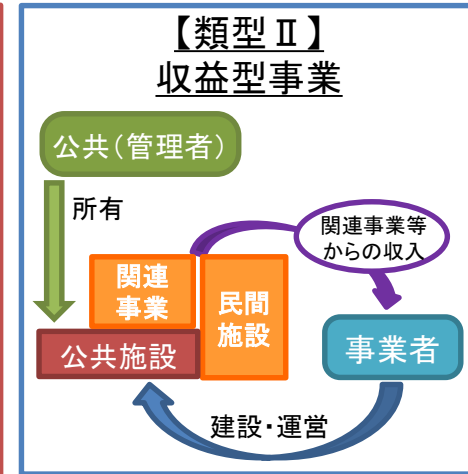 【類型Ⅱ】
収益型事業
公共(管理者)
所有
関連事業等
からの収入
関連
事業
民間
施設
公共施設
事業者
建設・運営